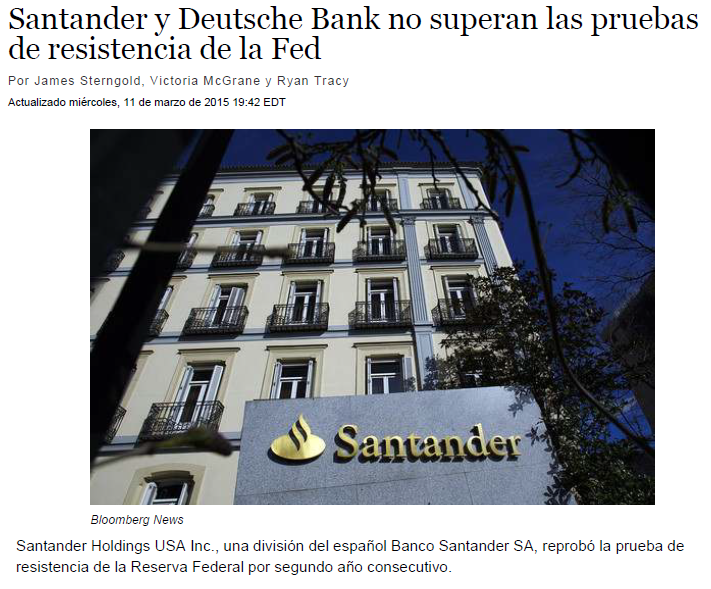 Santander y Deutsche Bank no superan las pruebas
de resistencia de la Fed
Por James Sterngold, Victoria McGrane y Ryan Tracy
Actualizado miércoles, 11 de marzo de 2015 19:42 EDT
Santander
Bloomberg News
Santander Holdings USA Inc., una división del español Banco Santander SA, reprobó la prueba de
resistencia de la Reserva Federal por segundo año consecutivo.